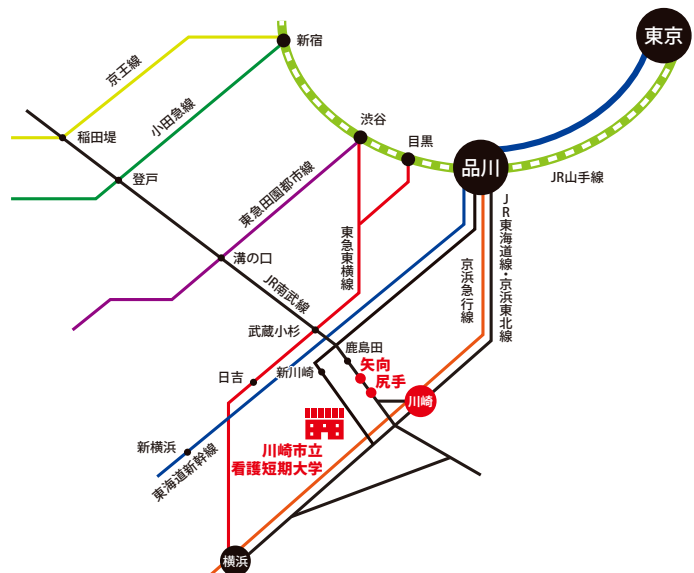 東京
新宿
京王線
小田急線
渋谷
目黒
稲田堤
品川
JR山手線
登戸
東急田園都市線
東急東横線
JR東海道線・京浜東北線
京浜急行線
溝の口
JR南武線
武蔵小杉
鹿島田
矢向
新川崎
尻手
日吉
川崎
新横浜
川崎市立
看護短期大学
東海道新幹線
横浜